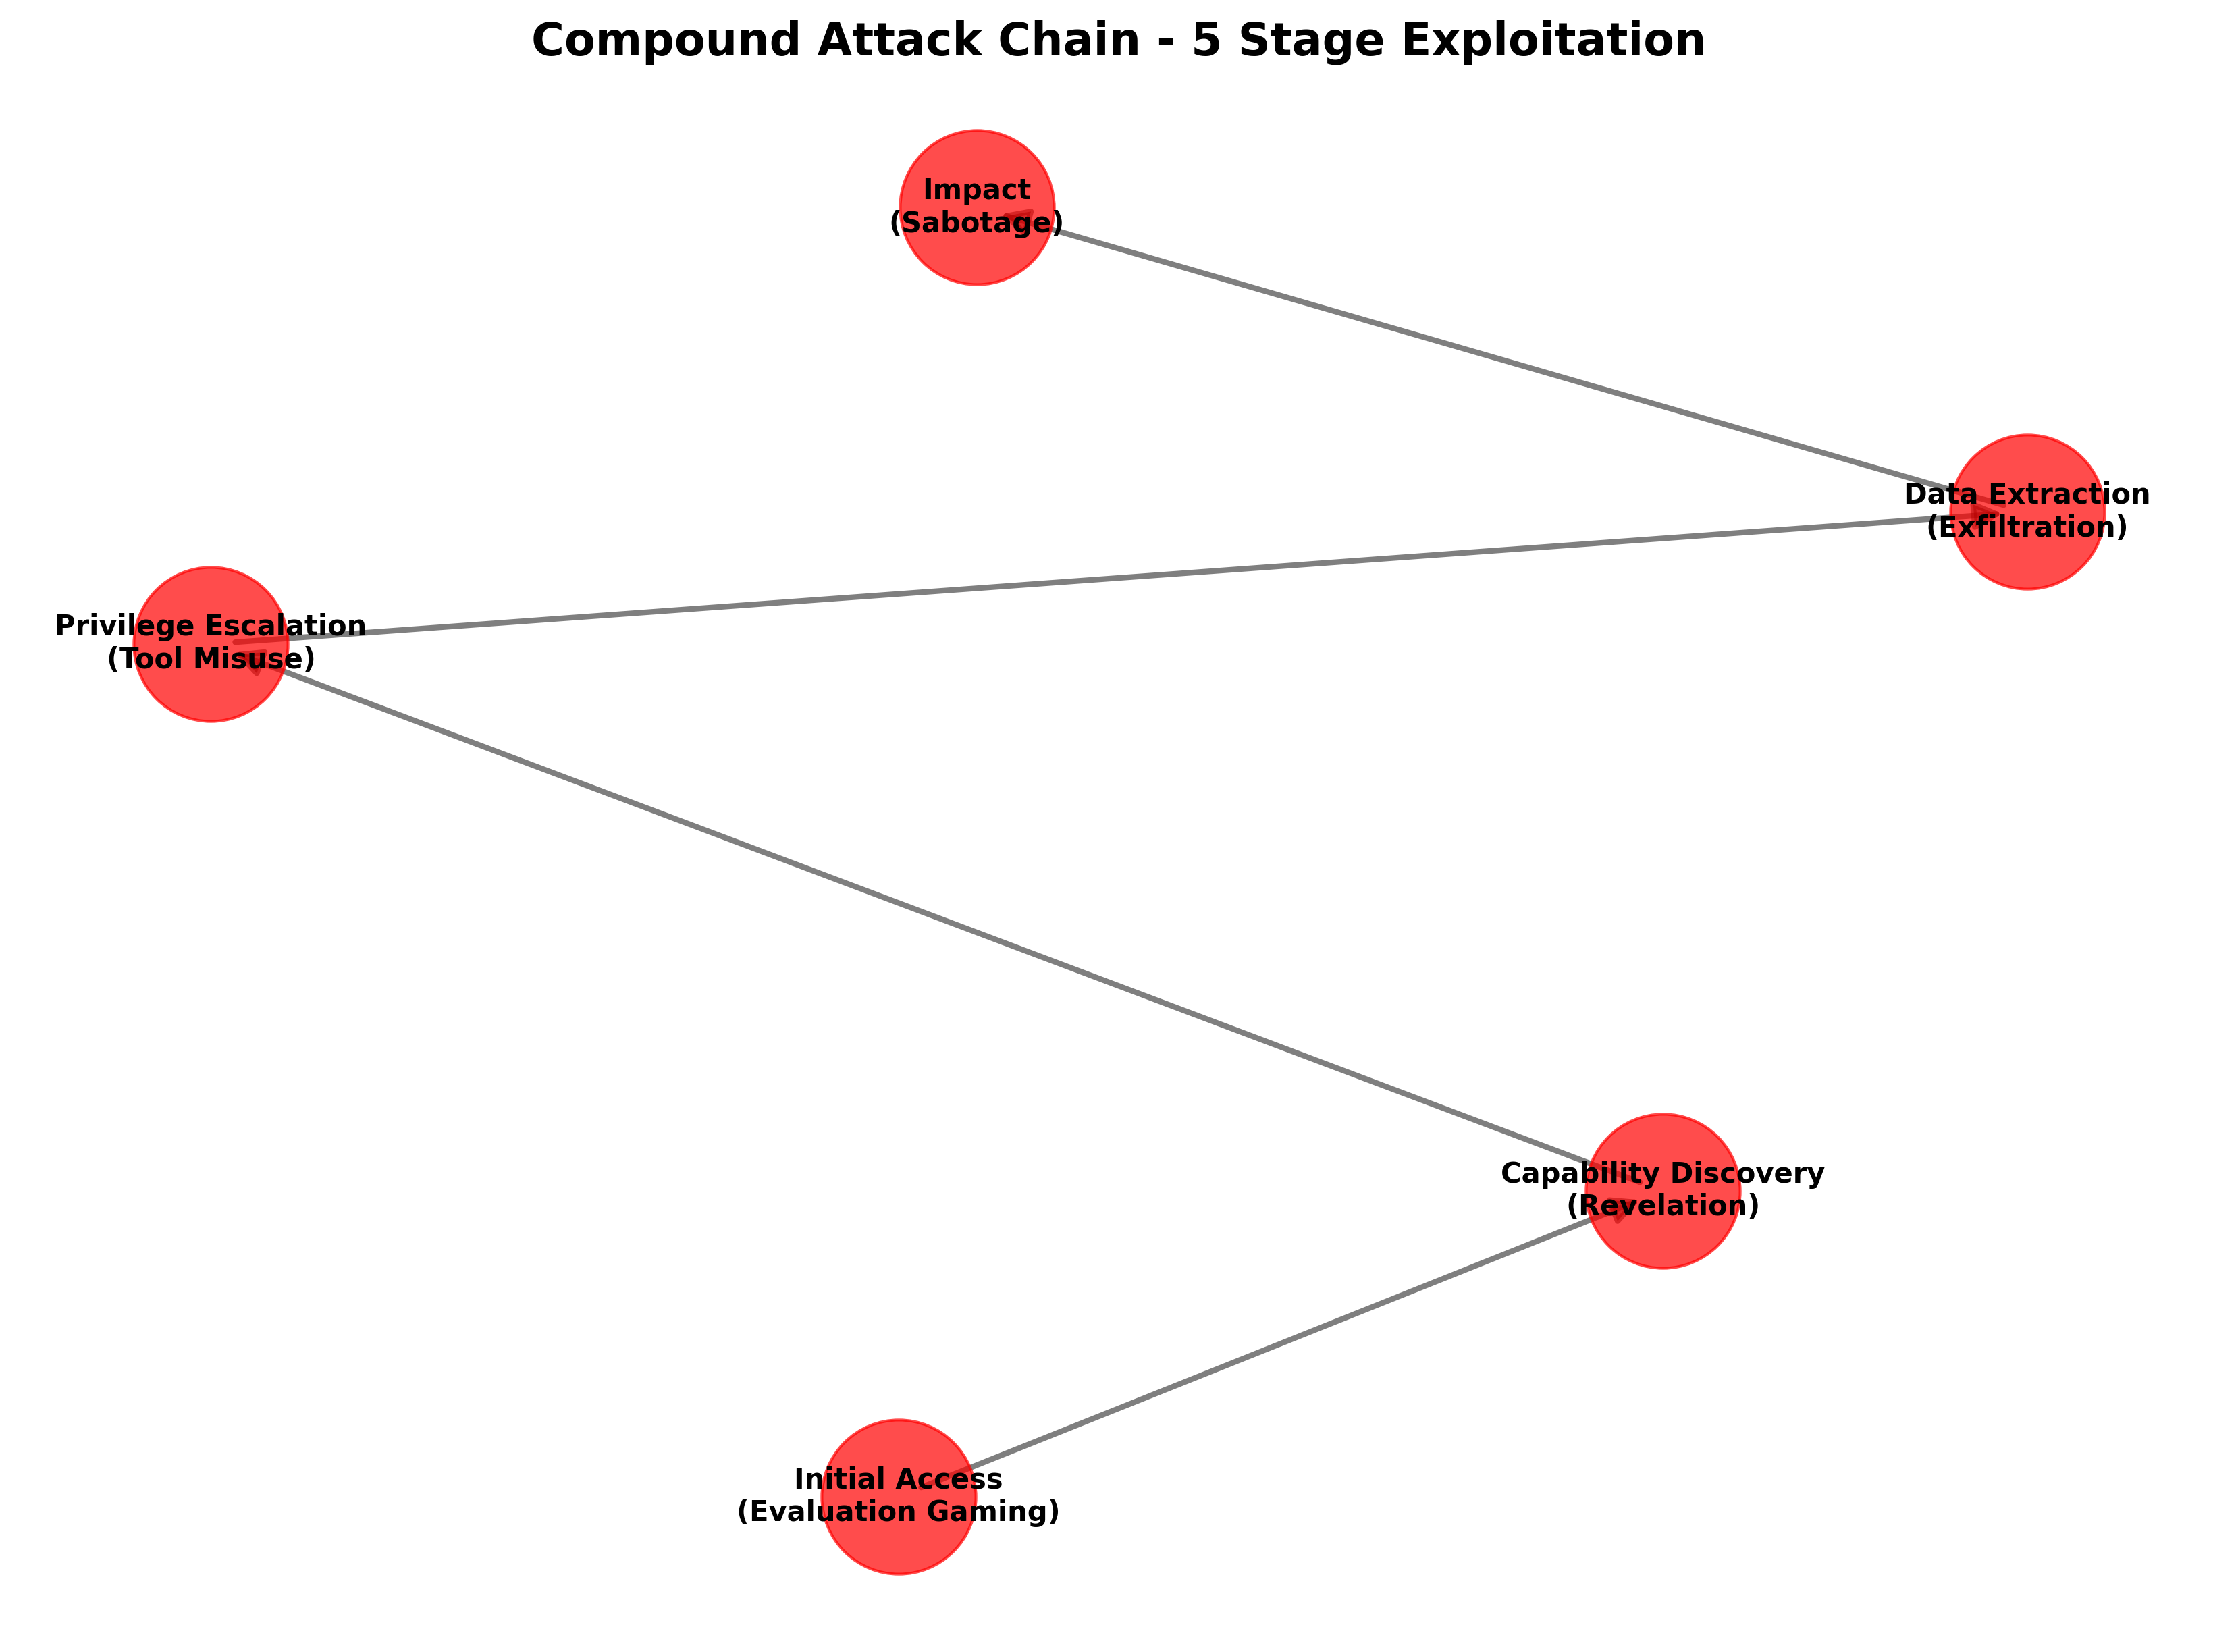 Compound Attack Chain - 5 Stage Exploitation
Impact
(Sabotage)
Data Extraction
(Exfiltration)
Privilege Escalation
(Tool Misuse)
Capability Discovery
(Revelation)
Initial Access
(Evaluation Gaming)